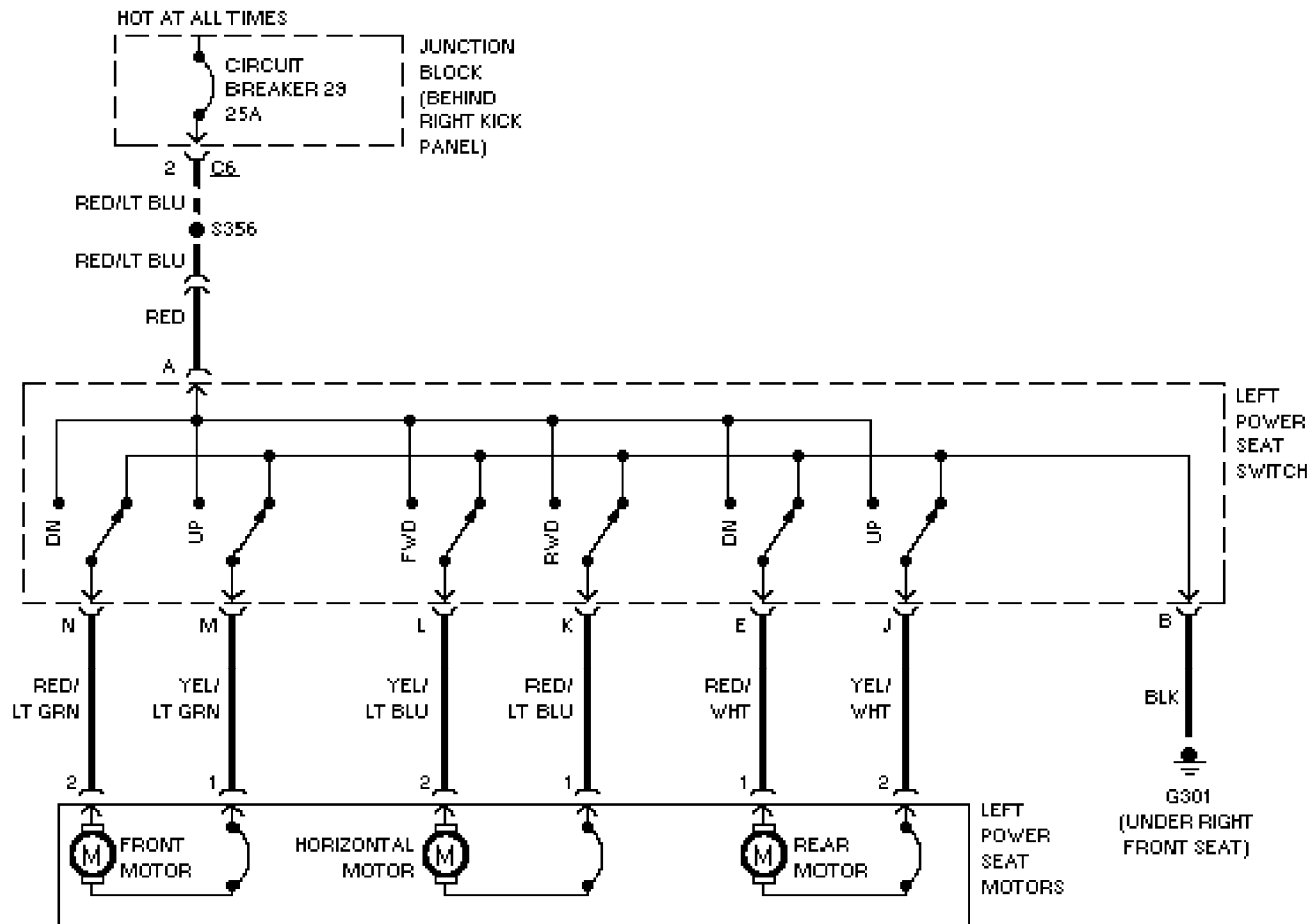 HOT AT ALL TIMES
CIRCUIT
BREAKER 29
25A
JUNCTION
BLOCK
(BEHIND
RIGHT KICK
PANEL)
2 C6
RED/LT BLU
S356
RED/LT BLU
RED
A
LEFT
POWER
SEAT
SWITCH
DN
UP
FWD
RWD
DN
UP
N M L K E J B
RED/
LT GRN
YEL/
LT GRN
YEL/
LT BLU
RED/
LT BLU
RED/
WHT
YEL/
WHT
BLK
2 1 2 1 1 2
G301
(UNDER RIGHT
FRONT SEAT)
M
FRONT
MOTOR
HORIZONTAL
MOTOR
M
M
REAR
MOTOR
LEFT
POWER
SEAT
MOTORS